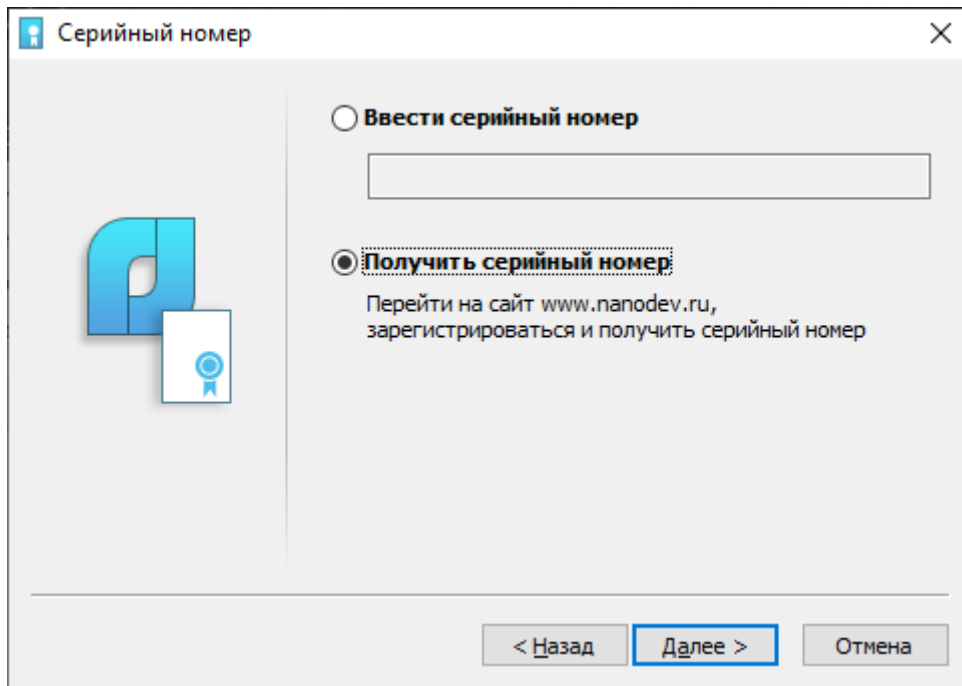 Серийный номер
Ввести серийный номер
Получить серийный номер
Перейти на сайт www.nanodev.ru,
зарегистрироваться и получить серийный номер
< Назад
Далее >
Отмена